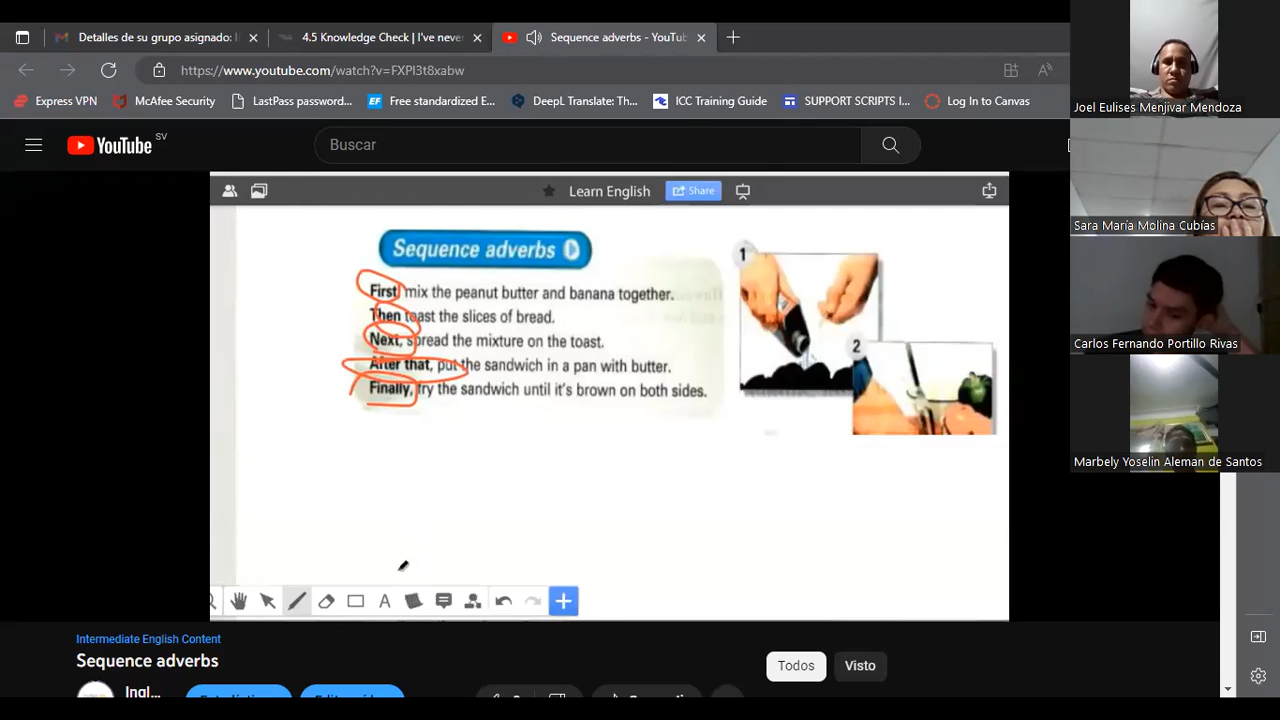 Detalles de su grupo asignado: I
4.5 Knowledge Check | I've never
Sequence adverbs - YouTub
https://www.youtube.com/watch?v=FXPI3t8xabw
Express VPN
McAfee Security
LastPass password...
EF Free standardized E...
DeepL Translate: Th...
ICC Training Guide
SUPPORT SCRIPTS I...
Log In to Canvas
YouTube SV
Buscar
Learn English
Share
Sequence adverbs
First, mix the peanut butter and banana together.
Then toast the slices of bread.
Next, spread the mixture on the toast.
After that, put the sandwich in a pan with butter.
Finally, fry the sandwich until it's brown on both sides.
1
2
A
Intermediate English Content
Sequence adverbs
Todos
Visto
Ingl...
Joel Eulises Menjivar Mendoza
Sara María Molina Cubías
Carlos Fernando Portillo Rivas
Marbely Yoselin Aleman de Santos